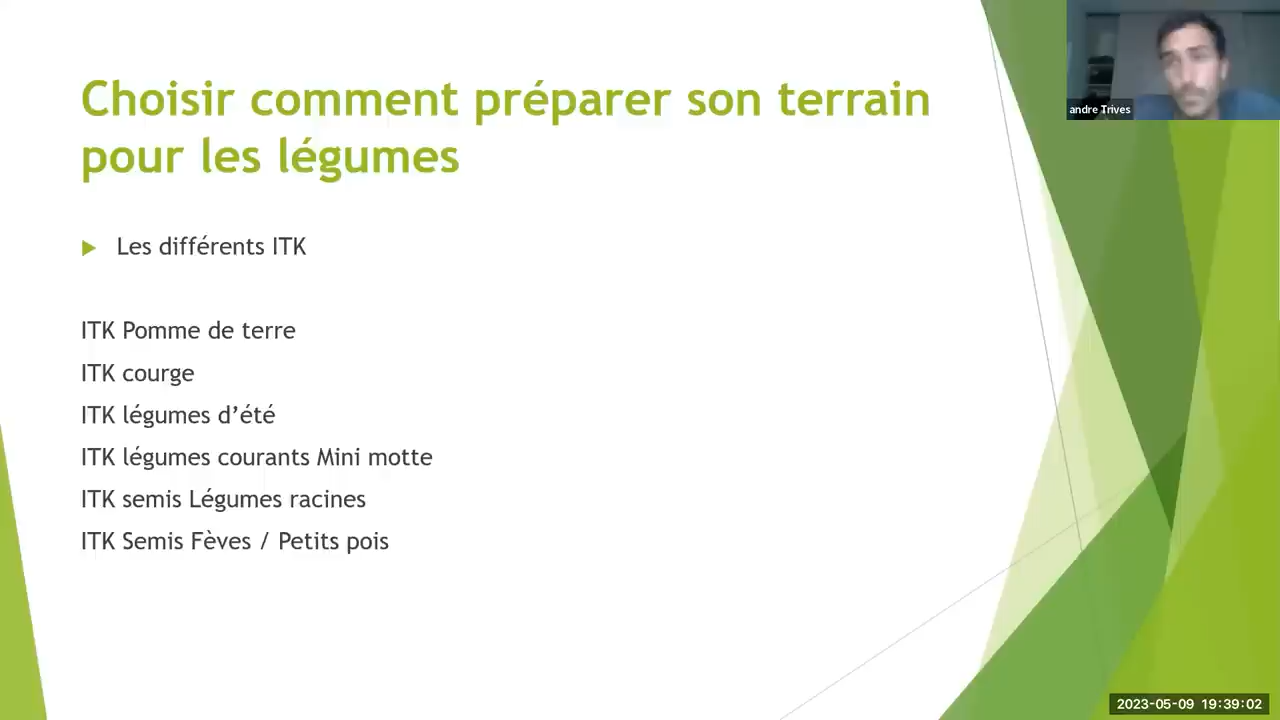 Choisir comment préparer son terrain
pour les légumes
Les différents ITK
ITK Pomme de terre
ITK courge
ITK légumes d’été
ITK légumes courants Mini motte
ITK semis Légumes racines
ITK Semis Fèves / Petits pois
andre Trives
2023-05-09 19:39:02